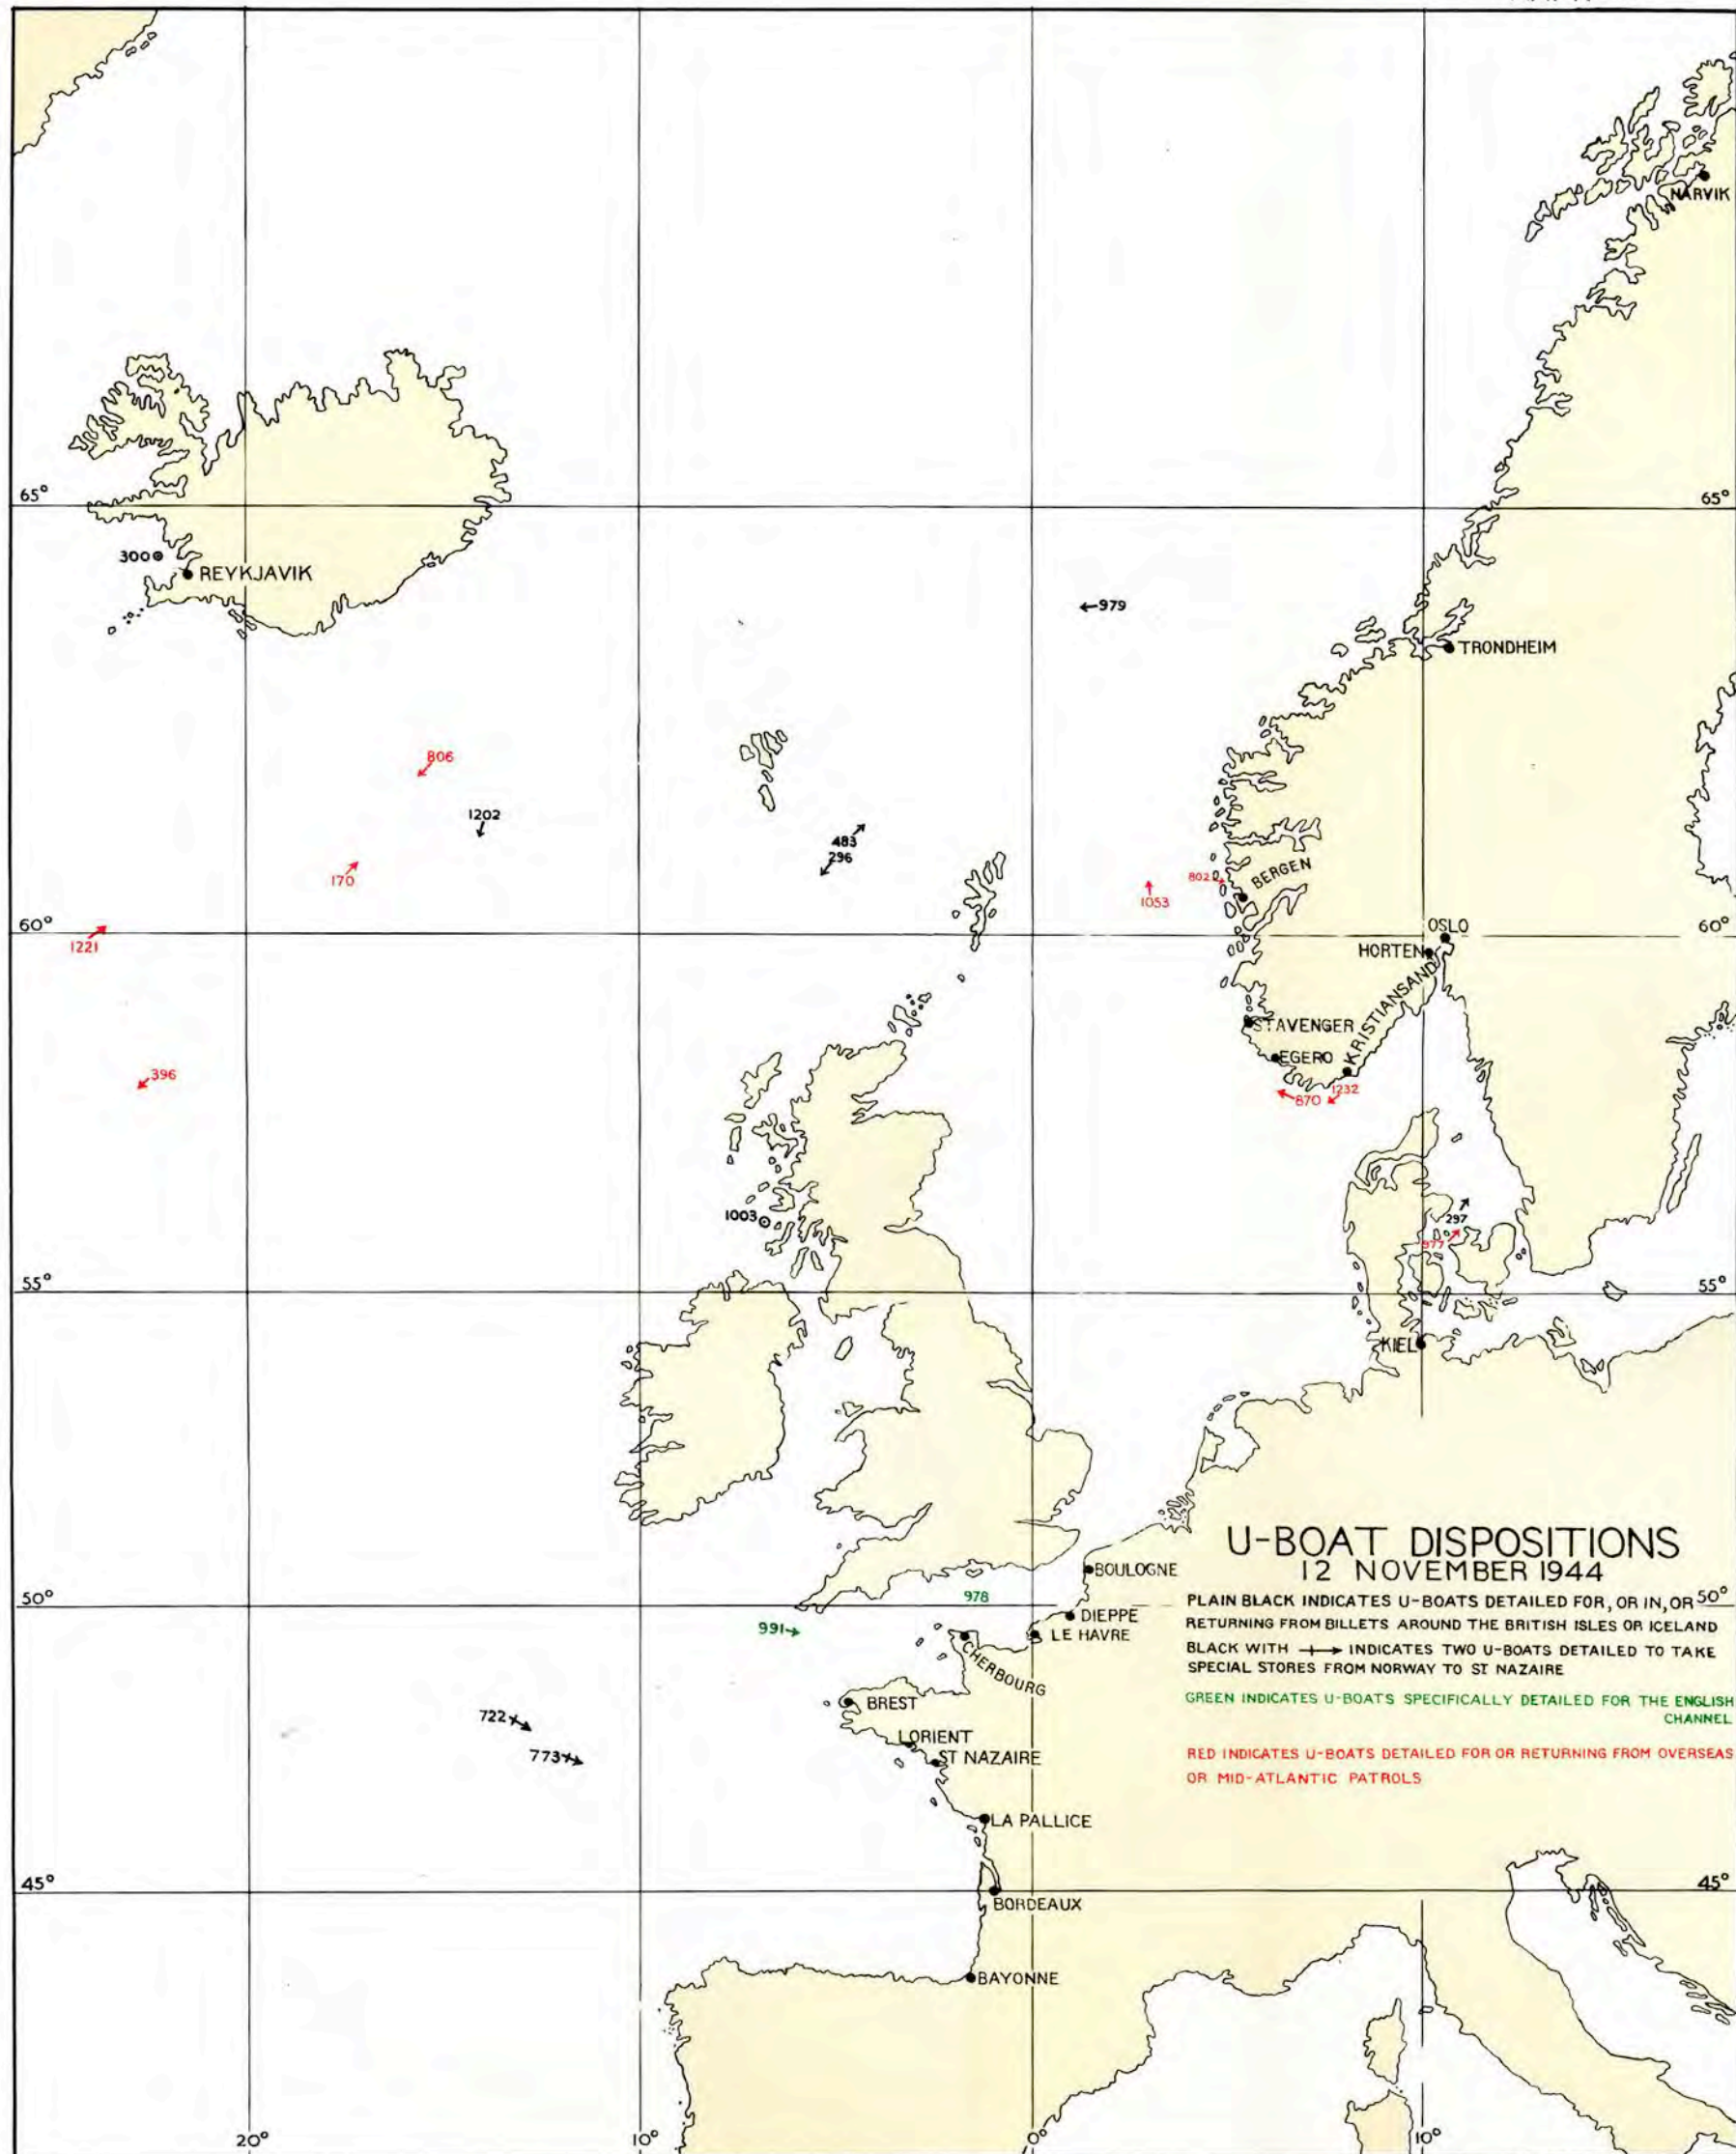 NARVIK
65°
65°
300
REYKJAVIK
979
TRONDHEIM
806
1202
483
296
170
802
BERGEN
1053
1221
60°
60°
OSLO
HORTEN
KRISTIANSAND
STAVENGER
EGERO
396
1232
870
1003
297
977
55°
55°
KIEL
U-BOAT DISPOSITIONS
12 NOVEMBER 1944
BOULOGNE
978
50°
50°
DIEPPE
991
LE HAVRE
CHERBOURG
PLAIN BLACK INDICATES U-BOATS DETAILED FOR, OR IN, OR
RETURNING FROM BILLETS AROUND THE BRITISH ISLES OR ICELAND
BLACK WITH INDICATES TWO U-BOATS DETAILED TO TAKE
SPECIAL STORES FROM NORWAY TO ST NAZAIRE
GREEN INDICATES U-BOATS SPECIFICALLY DETAILED FOR THE ENGLISH
CHANNEL
RED INDICATES U-BOATS DETAILED FOR OR RETURNING FROM OVERSEAS
OR MID-ATLANTIC PATROLS
BREST
722
LORIENT
773
ST NAZAIRE
LA PALLICE
45°
45°
BORDEAUX
BAYONNE
20°
10°
0°
10°